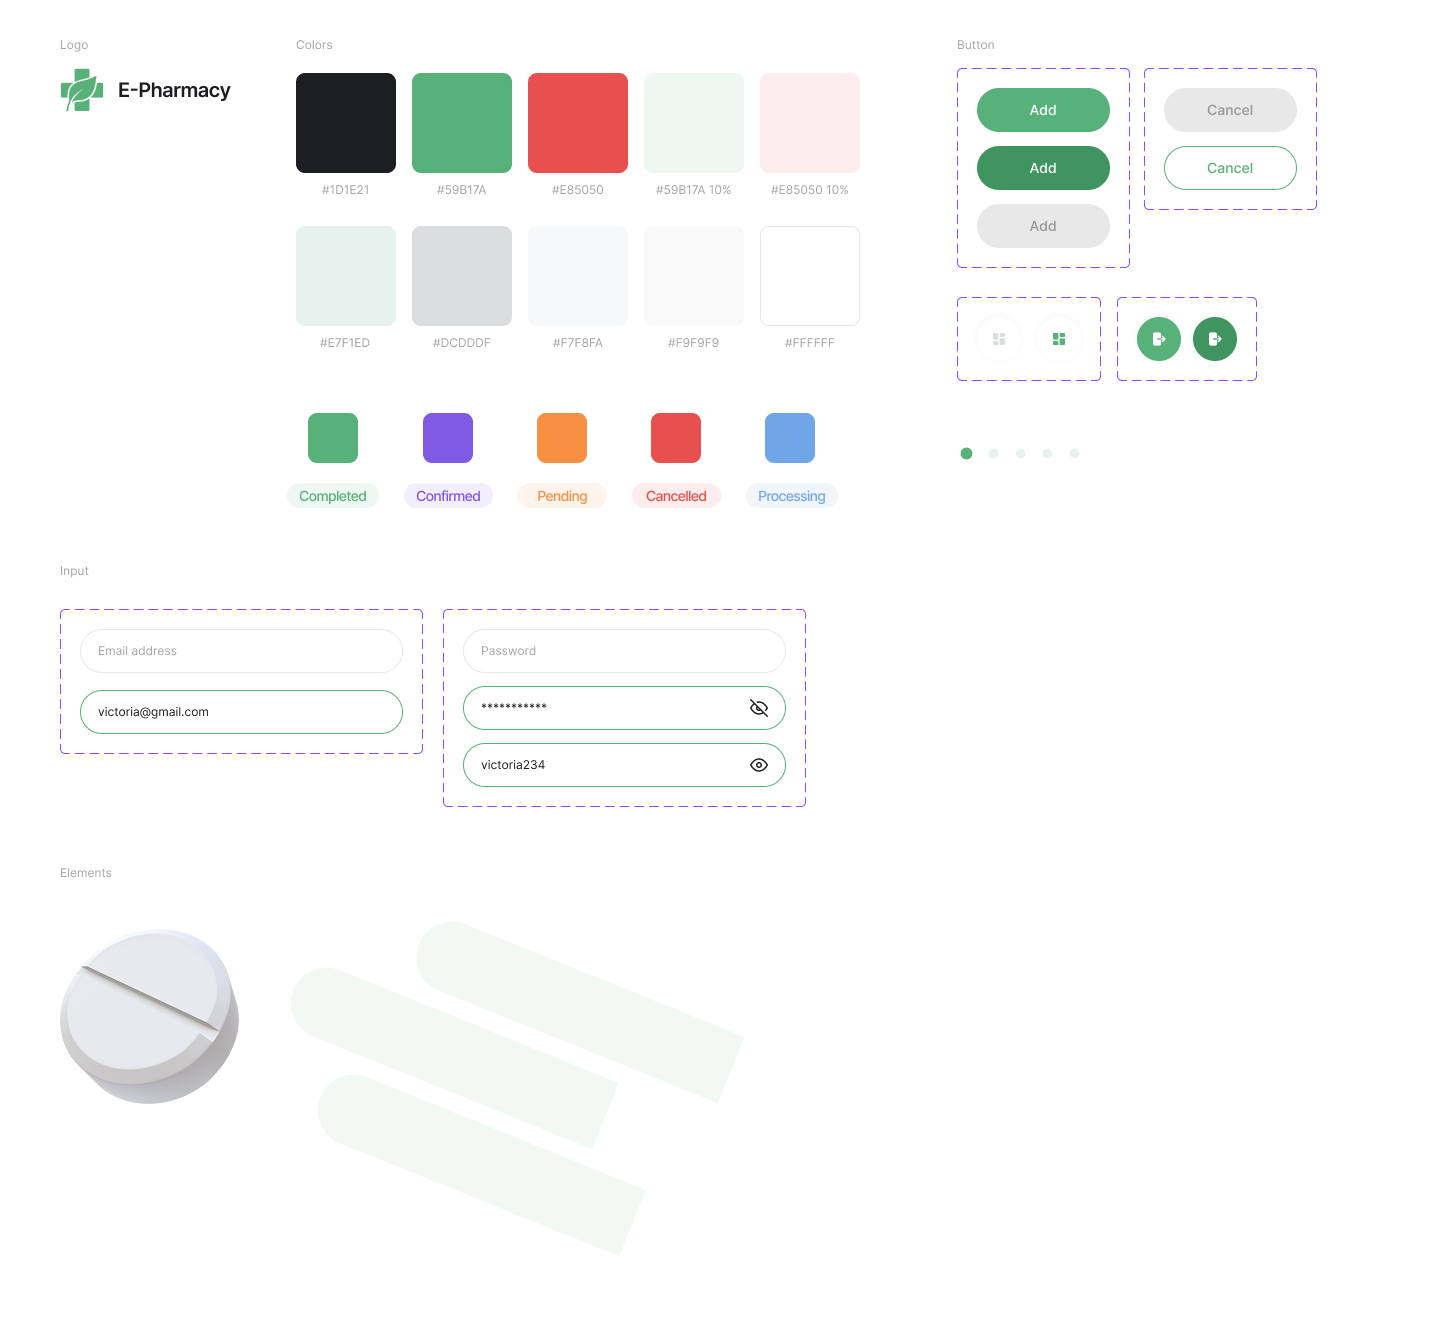 Logo
E-Pharmacy
Colors
#1D1E21
#59B17A
#E85050
#59B17A 10%
#E85050 10%
#E7F1ED
#DCDDDF
#F7F8FA
#F9F9F9
#FFFFFF
Completed
Confirmed
Pending
Cancelled
Processing
Button
Add
Add
Add
Cancel
Cancel
Input
Email address
victoria@gmail.com
Password
***********
victoria234
Elements